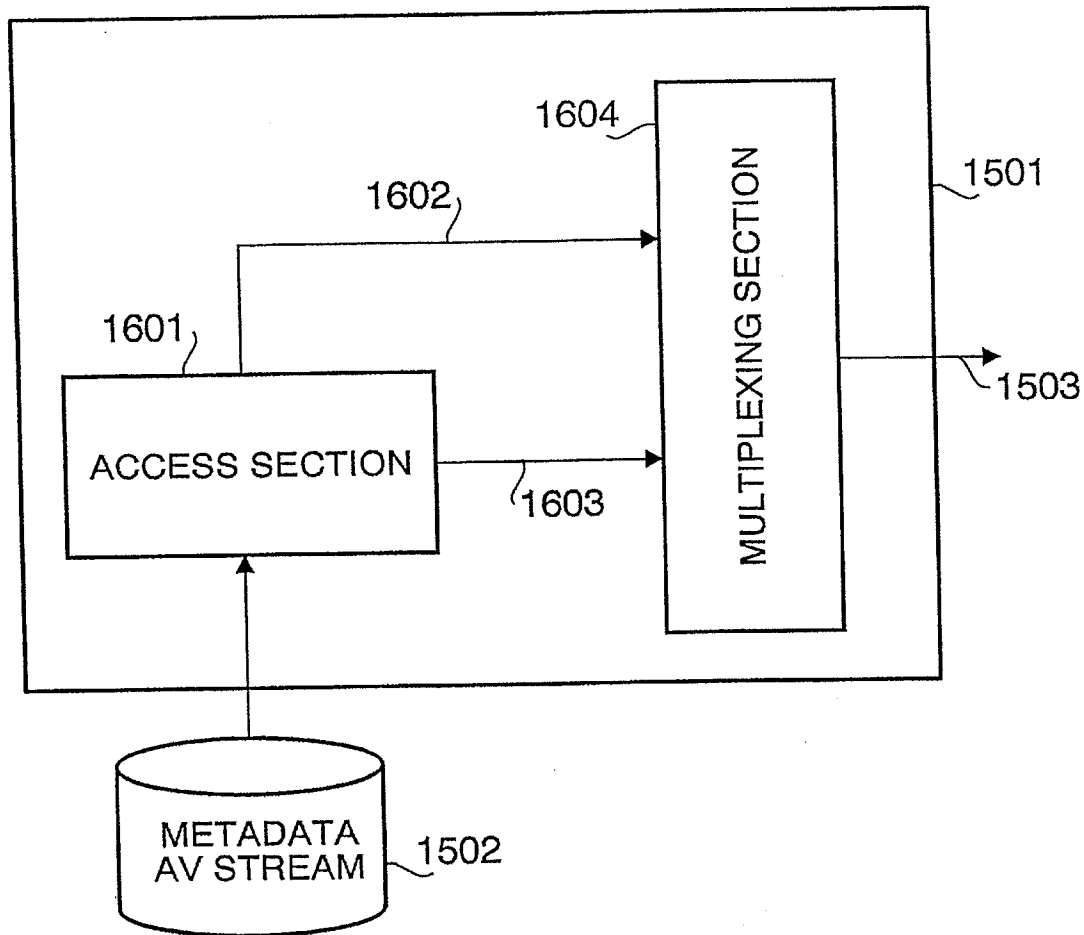 1604
MULTIPLEXING SECTION
1501
1602
1601
ACCESS SECTION
1603
1503
METADATA
AV STREAM
1502